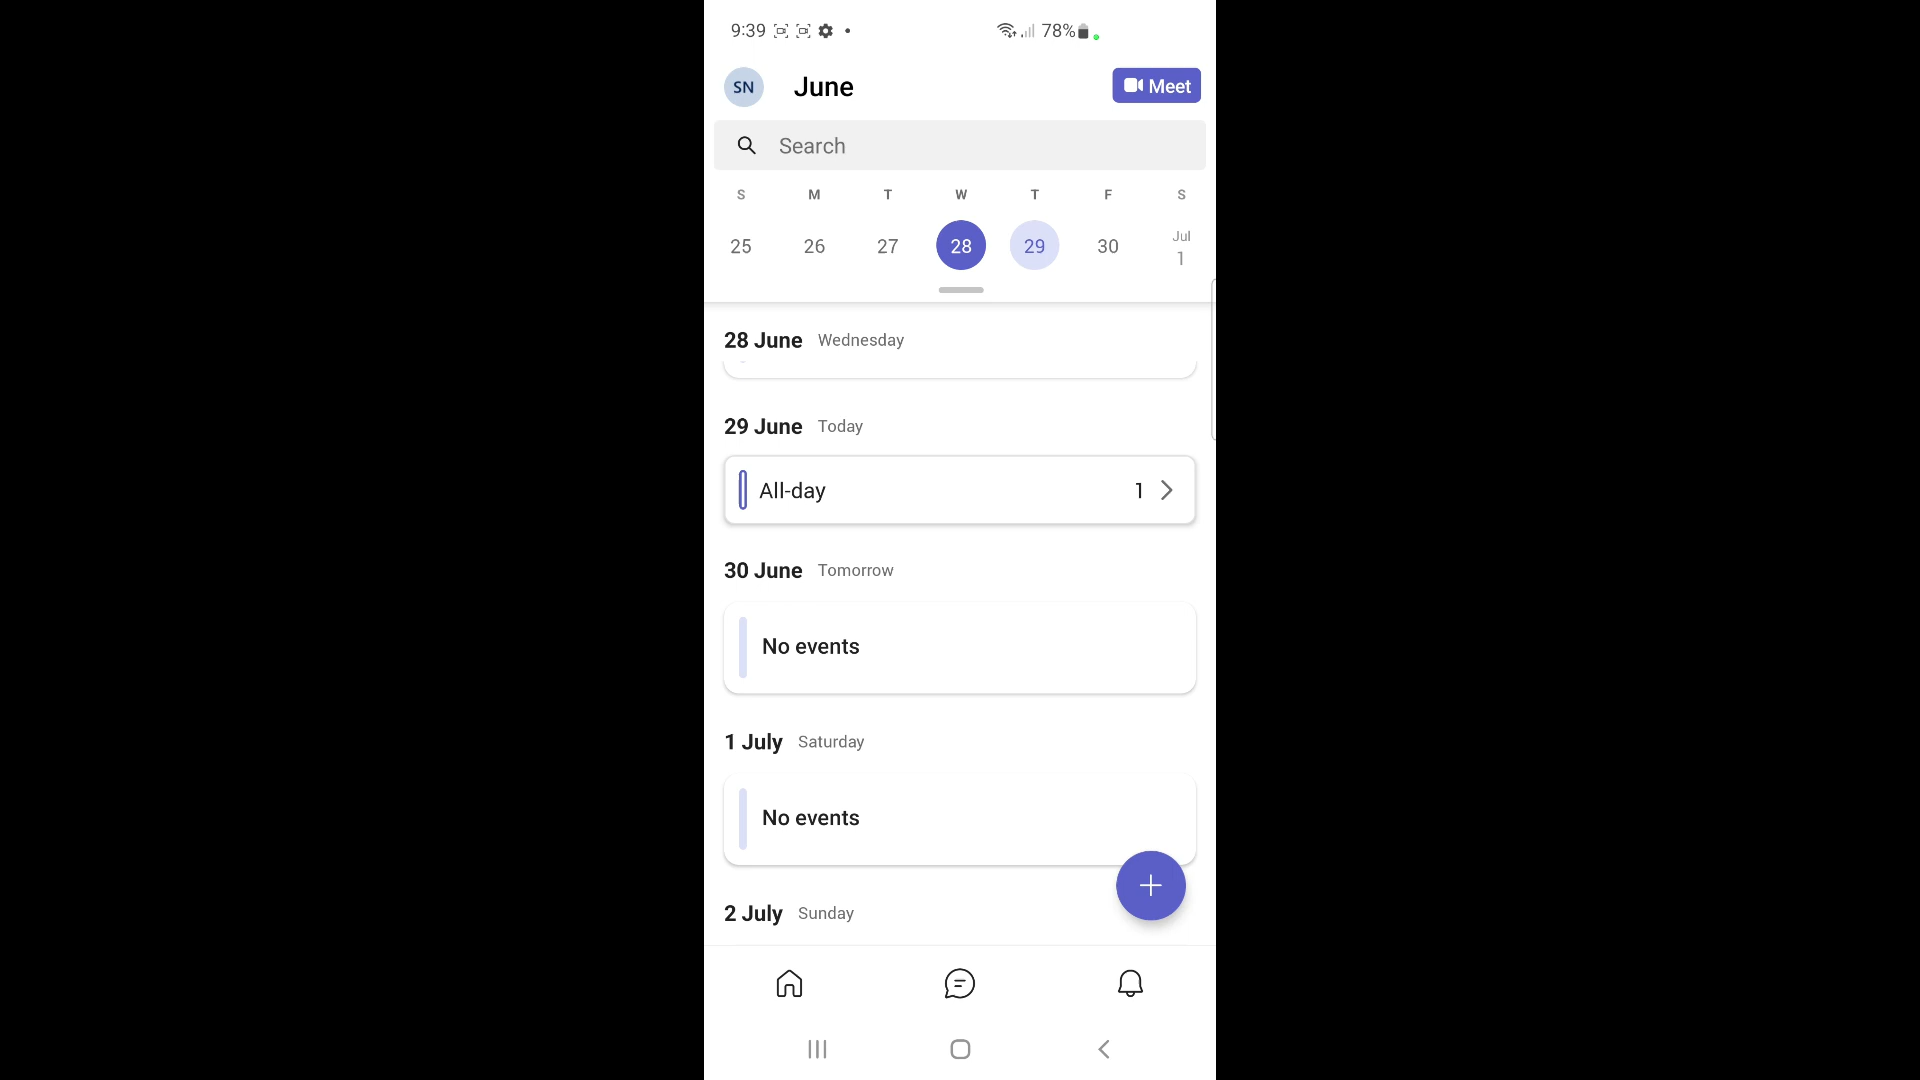 9:39 78%
SN June Meet
Search
S M T W T F S
25 26 27 28 29 30 Jul 1
28 June Wednesday
29 June Today
All-day 1
30 June Tomorrow
No events
1 July Saturday
No events
2 July Sunday